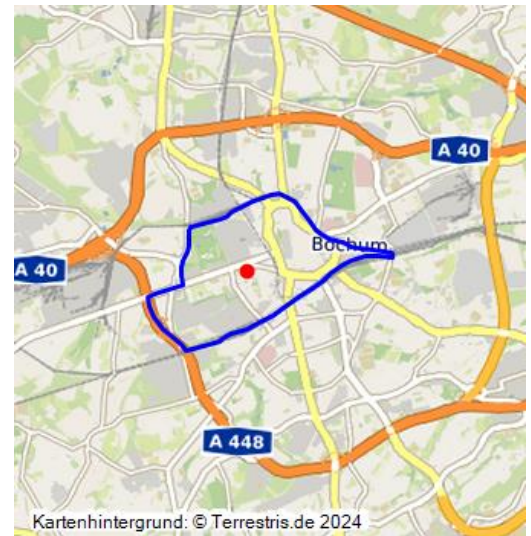 A 40
Bochum
A 40
A 448
Kartenhintergrund: © Terrestris.de 2024